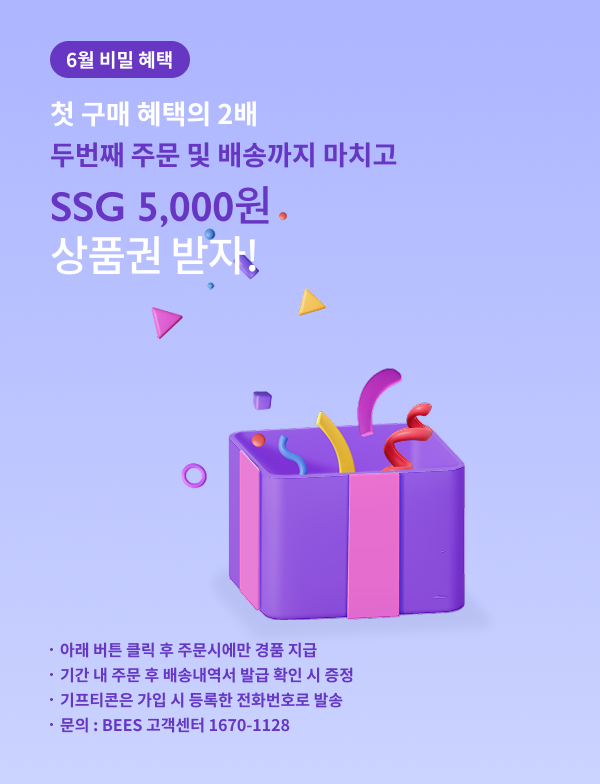 6월 비밀 혜택
첫 구매 혜택의 2배
두번째 주문 및 배송까지 마치고
SSG 5,000원
상품권 받자!
· 아래 버튼 클릭 후 주문시에만 경품 지급
· 기간 내 주문 후 배송내역서 발급 확인 시 증정
· 기프티콘은 가입 시 등록한 전화번호로 발송
· 문의 : BEES 고객센터 1670-1128